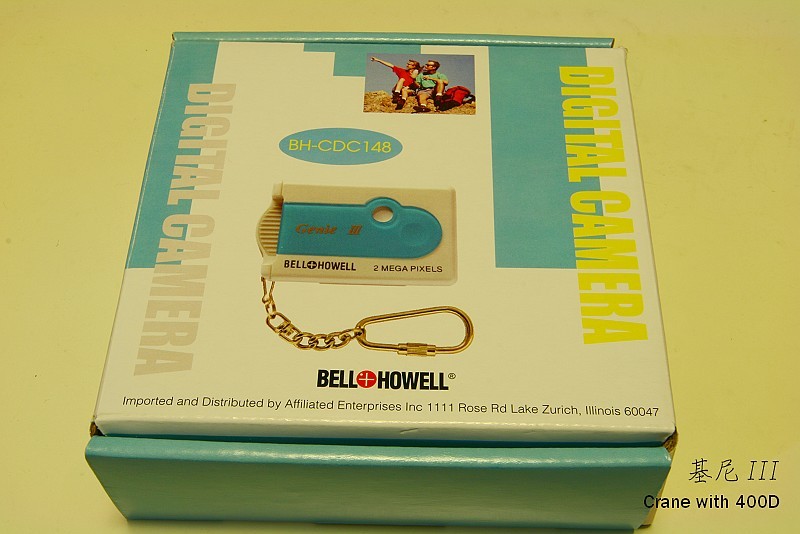 DIGITAL CAMERA
DIGITAL CAMERA
BH-CDC148
Genie III
BELL+HOWELL 2 MEGA PIXELS
BELL+HOWELL®
Imported and Distributed by Affiliated Enterprises Inc 1111 Rose Rd Lake Zurich, Illinois 60047
基尼 III
Crane with 400D